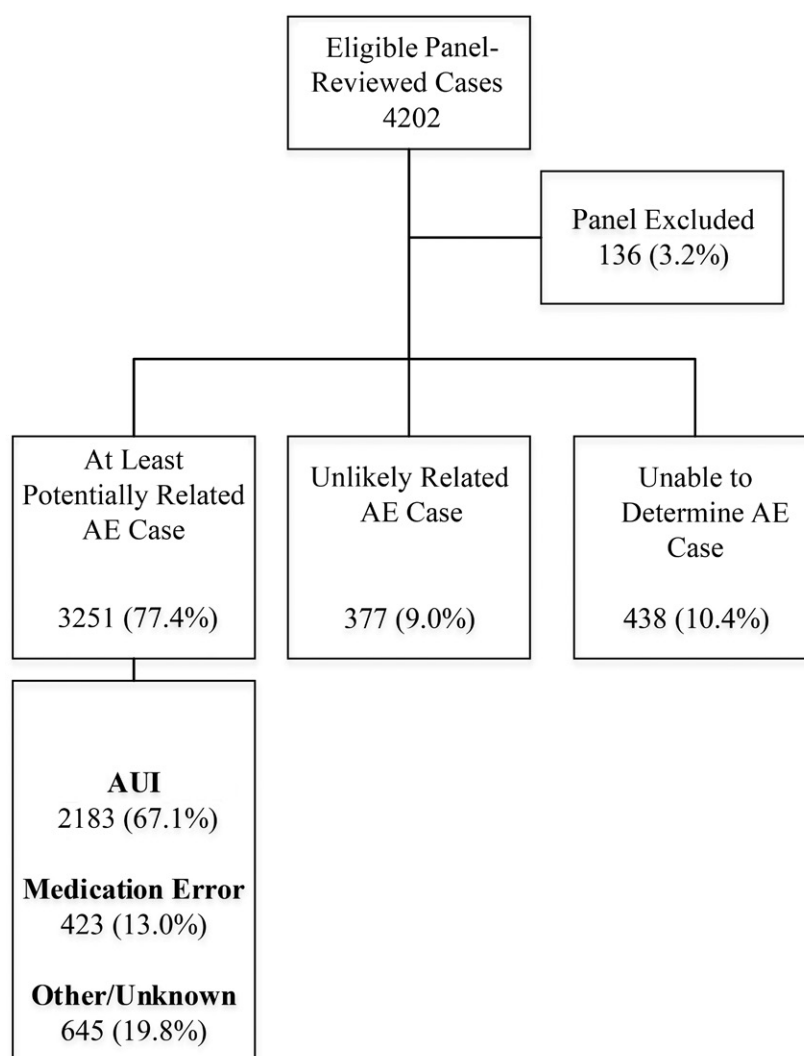 Eligible Panel-
Reviewed Cases
4202
Panel Excluded
136 (3.2%)
At Least
Potentially Related
AE Case
3251 (77.4%)
Unlikely Related
AE Case
377 (9.0%)
Unable to
Determine AE
Case
438 (10.4%)
AUI
2183 (67.1%)
Medication Error
423 (13.0%)
Other/Unknown
645 (19.8%)